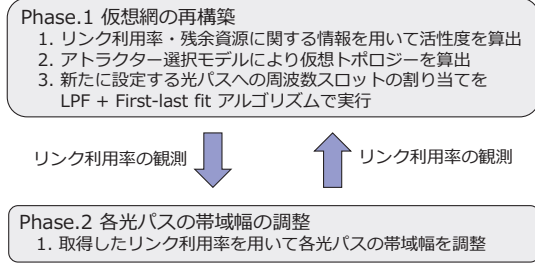 Phase.1 仮想網の再構築
1. リンク利用率・残余資源に関する情報を用いて活性度を算出
2. アトラクター選択モデルにより仮想トポロジーを算出
3. 新たに設定する光パスへの周波数スロットの割り当てを
LPF + First-last fit アルゴリズムで実行
リンク利用率の観測
リンク利用率の観測
Phase.2 各光パスの帯域幅の調整
1. 取得したリンク利用率を用いて各光パスの帯域幅を調整